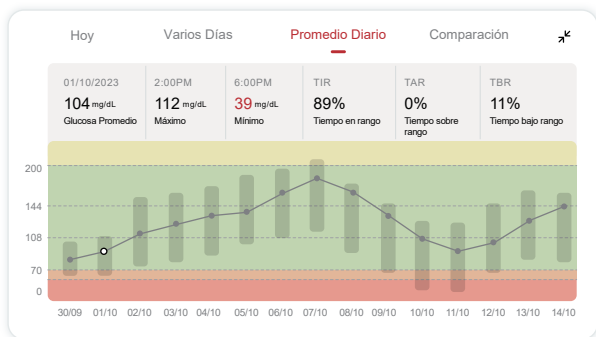 Hoy Varios Días Promedio Diario Comparación
01/10/2023 2:00PM 6:00PM TIR TAR TBR
104 mg/dL 112 mg/dL 39 mg/dL 89% 0% 11%
Glucosa Promedio Máximo Mínimo Tiempo en rango Tiempo sobre rango Tiempo bajo rango
200
144
108
70
0
30/09 01/10 02/10 03/10 04/10 05/10 06/10 07/10 08/10 09/10 10/10 11/10 12/10 13/10 14/10